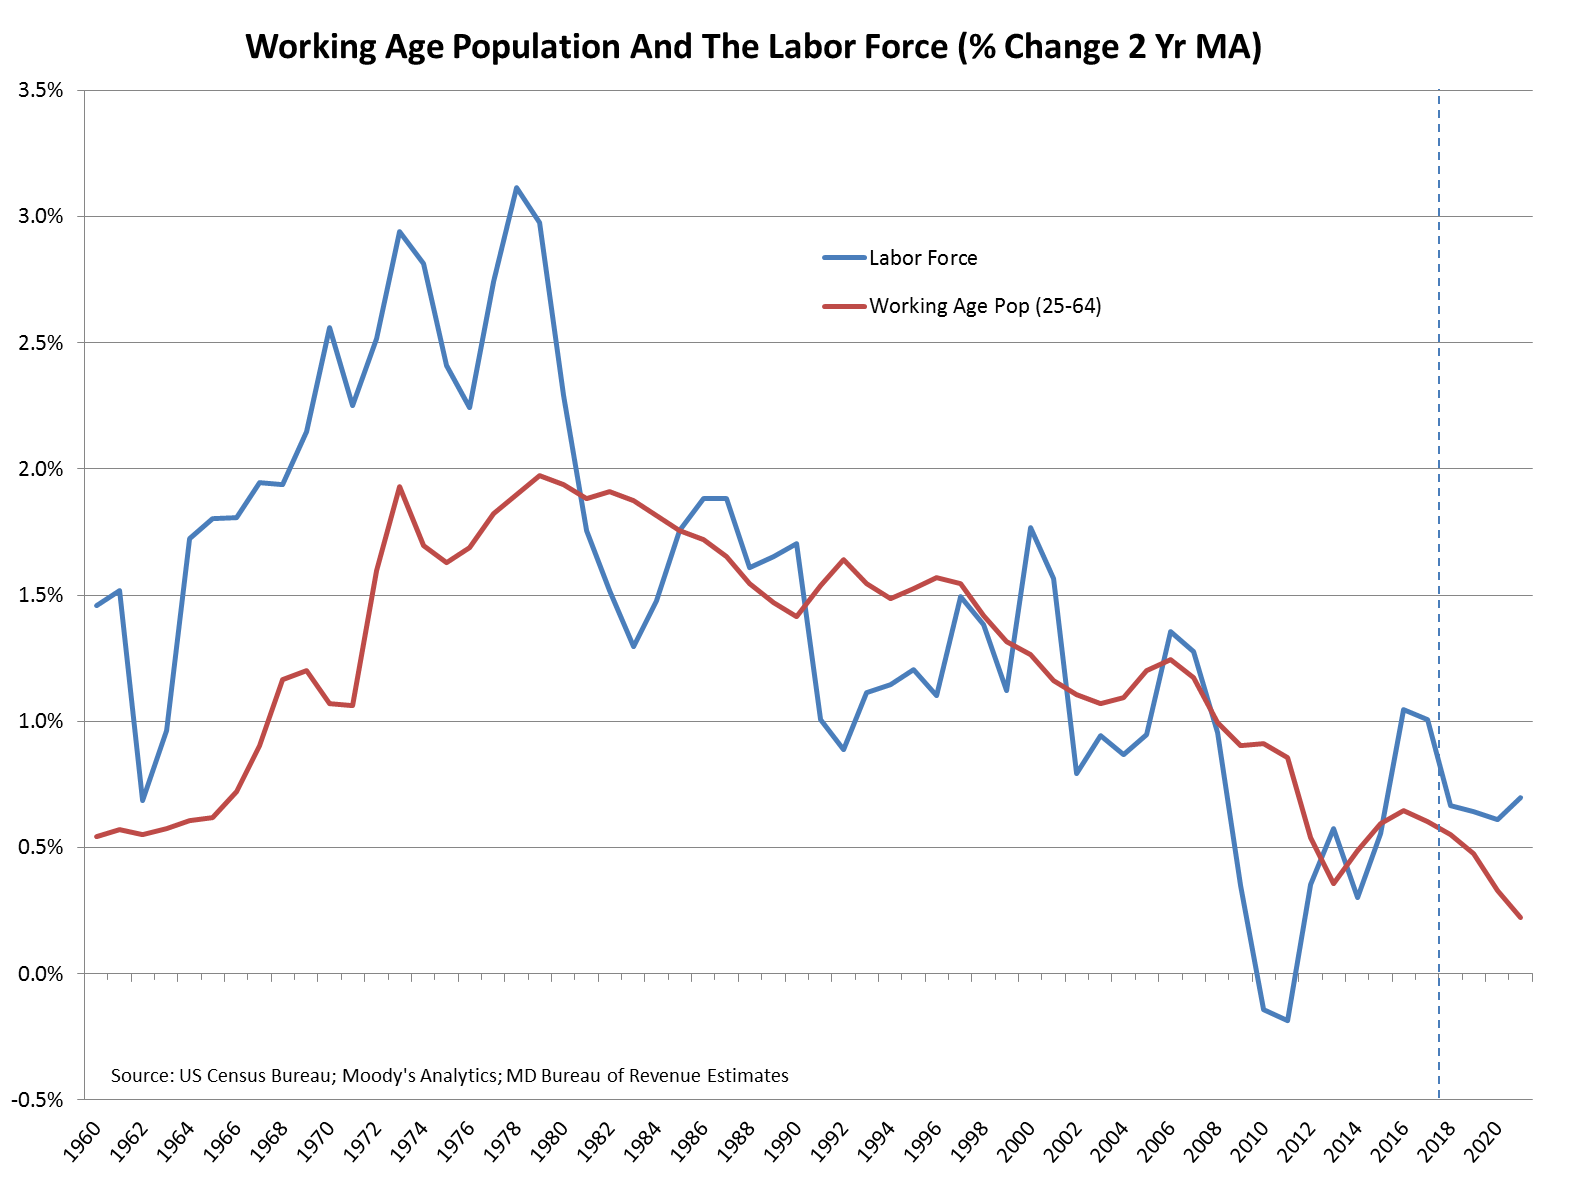 Working Age Population And The Labor Force (% Change 2 Yr MA)
3.5%
3.0%
2.5%
2.0%
1.5%
1.0%
0.5%
0.0%
-0.5%
Labor Force
Working Age Pop (25-64)
Source: US Census Bureau; Moody's Analytics; MD Bureau of Revenue Estimates
1960 1962 1964 1966 1968 1970 1972 1974 1976 1978 1980 1982 1984 1986 1988 1990 1992 1994 1996 1998 2000 2002 2004 2006 2008 2010 2012 2014 2016 2018 2020